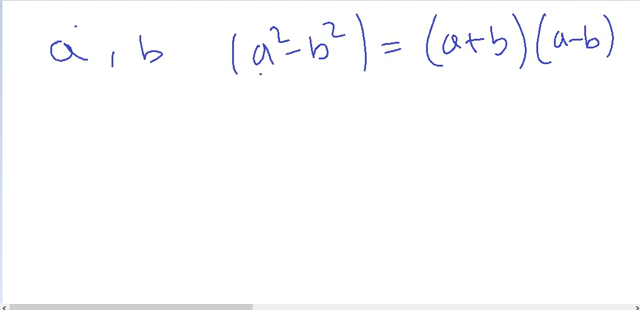 a , b (a²-b²) = (a+b)(a-b)